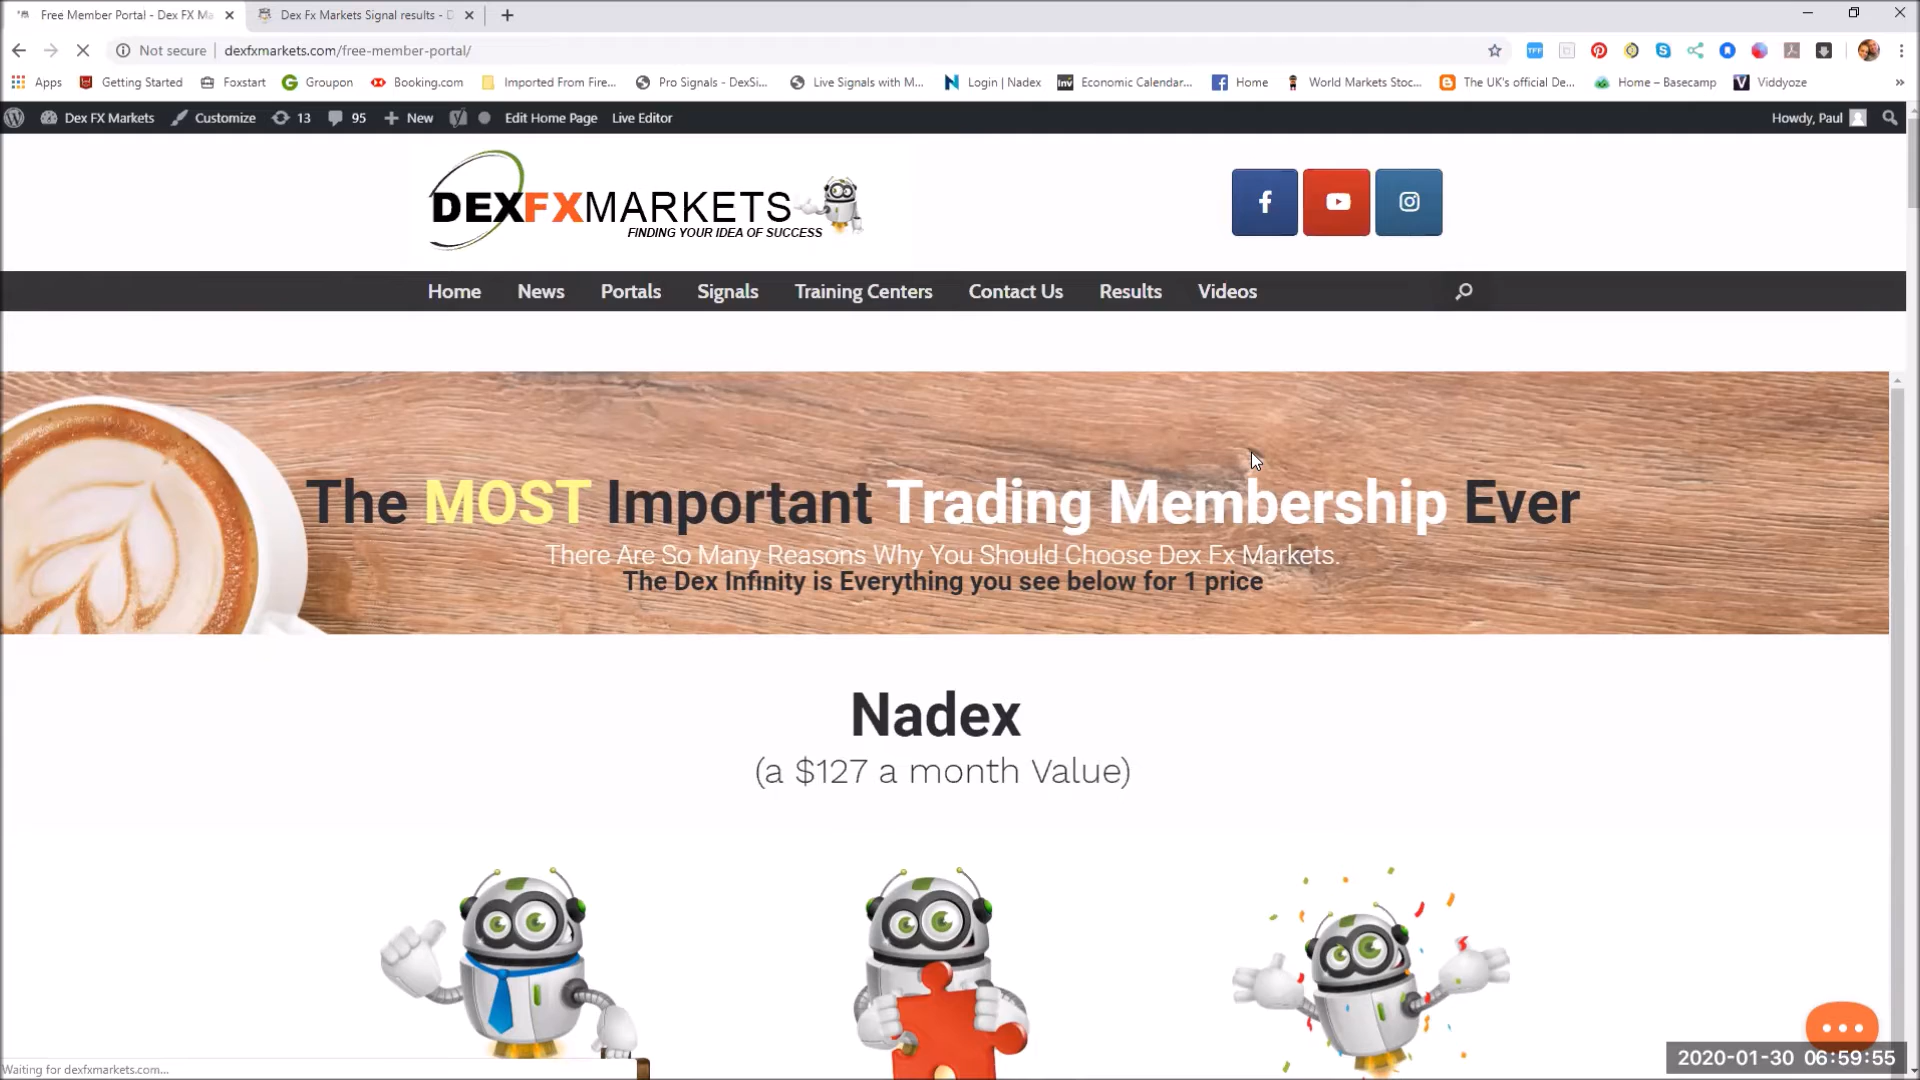 Free Member Portal - Dex FX Ma
Dex Fx Markets Signal results - D
Not secure
dexfxmarkets.com/free-member-portal/
TFF
Apps
Getting Started
Foxstart
Groupon
Booking.com
Imported From Fire...
Pro Signals - DexSi...
Live Signals with M...
Login | Nadex
Inv
Economic Calendar...
Home
World Markets Stoc...
The UK's official De...
Home – Basecamp
Viddyoze
Dex FX Markets
Customize
13
95
New
Edit Home Page
Live Editor
Howdy, Paul
DEXFXMARKETS
FINDING YOUR IDEA OF SUCCESS
Home
News
Portals
Signals
Training Centers
Contact Us
Results
Videos
The MOST Important Trading Membership Ever
There Are So Many Reasons Why You Should Choose Dex Fx Markets.
The Dex Infinity is Everything you see below for 1 price
Nadex
(a $127 a month Value)
Waiting for dexfxmarkets.com...
2020-01-30 06:59:55